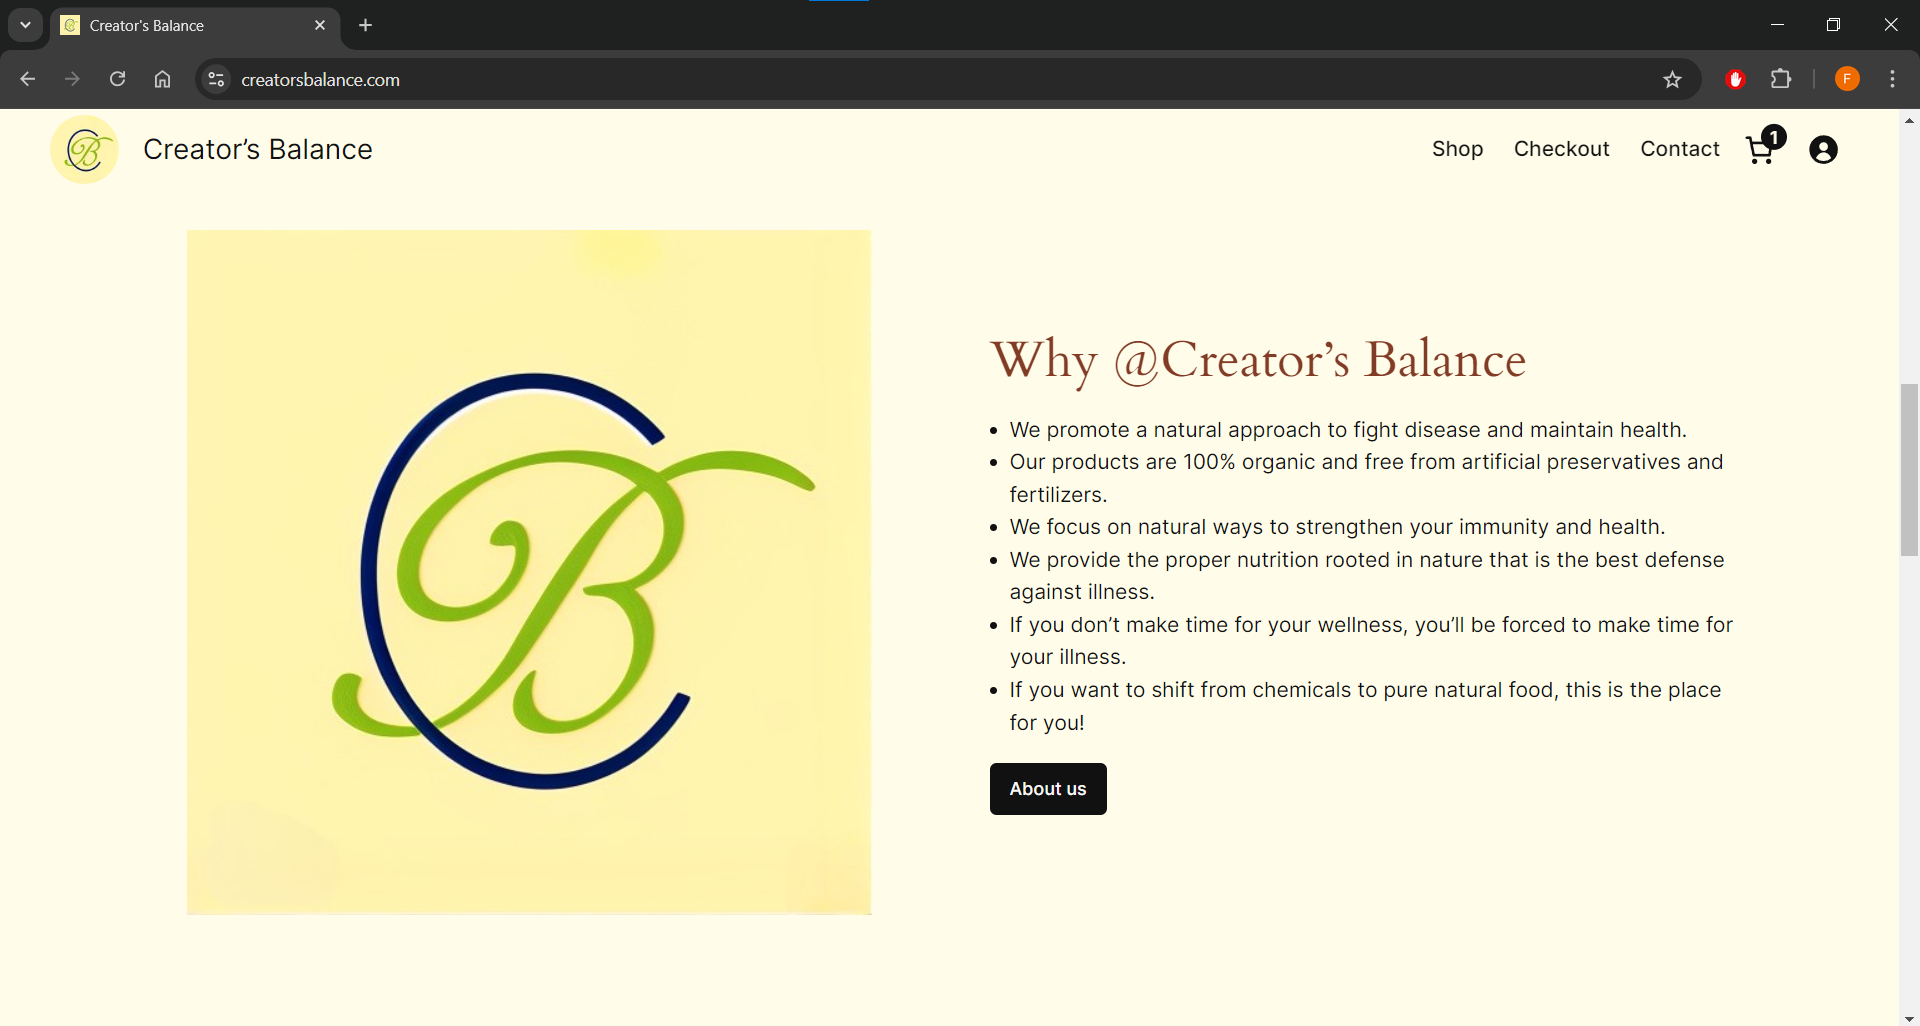 Creator's Balance
creatorsbalance.com
F
CB
Creator’s Balance
Shop
Checkout
Contact
1
CB
Why @Creator’s Balance
• We promote a natural approach to fight disease and maintain health.
• Our products are 100% organic and free from artificial preservatives and
fertilizers.
• We focus on natural ways to strengthen your immunity and health.
• We provide the proper nutrition rooted in nature that is the best defense
against illness.
• If you don’t make time for your wellness, you’ll be forced to make time for
your illness.
• If you want to shift from chemicals to pure natural food, this is the place
for you!
About us